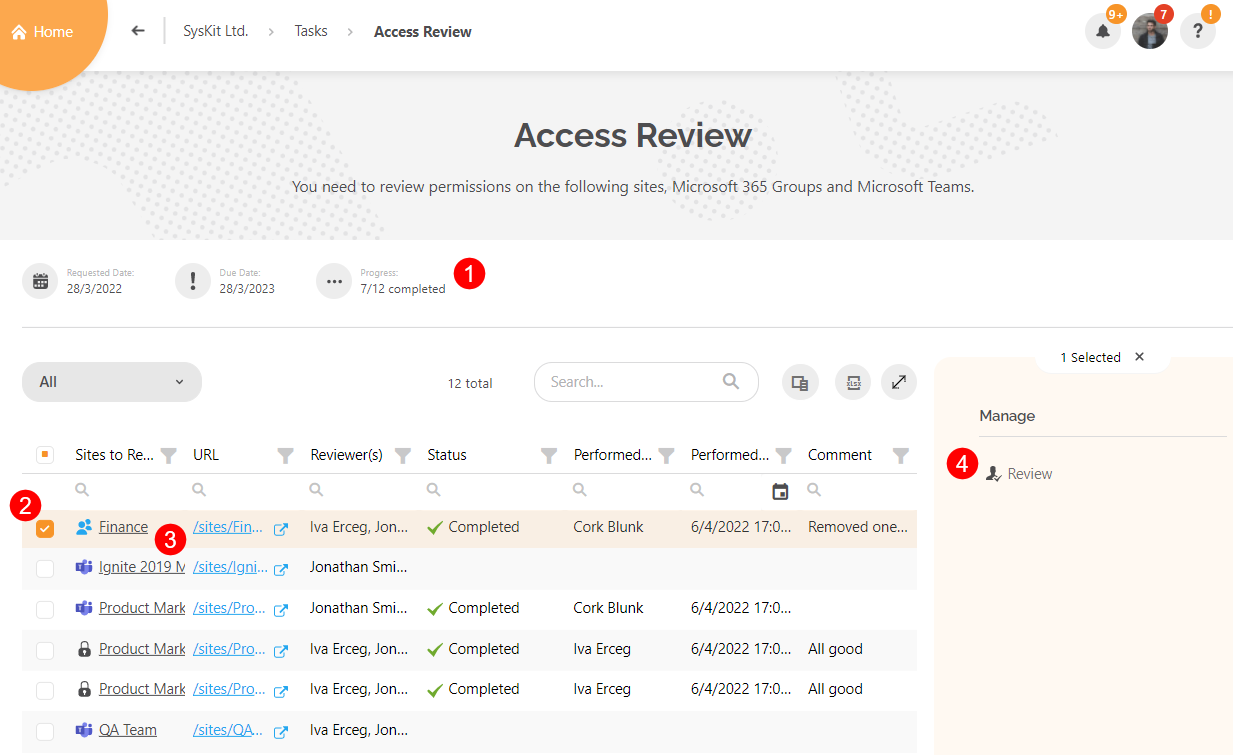 Home
SysKit Ltd. > Tasks > Access Review
9+ 7 ! ?
Access Review
You need to review permissions on the following sites, Microsoft 365 Groups and Microsoft Teams.
Requested Date:
28/3/2022
Due Date:
28/3/2023
Progress:
7/12 completed
1
All
12 total
Search...
XLSX
1 Selected ✕
Manage
4
Review
Sites to Re... URL Reviewer(s) Status Performed... Performed... Comment
2
Finance /sites/Fin... Iva Erceg, Jon... Completed Cork Blunk 6/4/2022 17:0... Removed one...
3
Ignite 2019 M /sites/Igni... Jonathan Smi...
Product Mark /sites/Pro... Jonathan Smi... Completed Cork Blunk 6/4/2022 17:0...
Product Mark /sites/Pro... Iva Erceg, Jon... Completed Iva Erceg 6/4/2022 17:0... All good
Product Mark /sites/Pro... Iva Erceg, Jon... Completed Iva Erceg 6/4/2022 17:0... All good
QA Team /sites/QA... Iva Erceg, Jon...